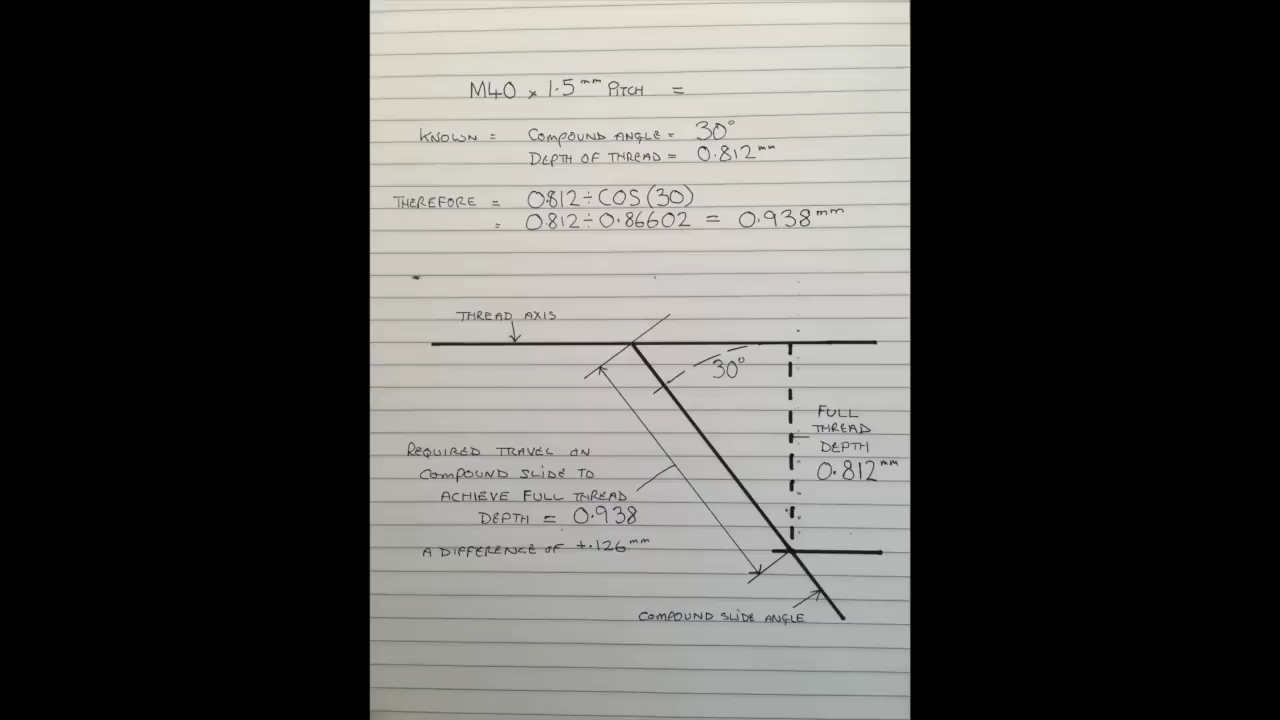 M40 x 1.5mm PITCH =
KNOWN = COMPOUND ANGLE = 30°
DEPTH OF THREAD = 0.812mm
THEREFORE = 0.812÷COS(30)
= 0.812÷0.86602 = 0.938mm
THREAD AXIS
30°
FULL
THREAD
DEPTH
0.812mm
REQUIRED TRAVEL ON
COMPOUND SLIDE TO
ACHIEVE FULL THREAD
DEPTH = 0.938
A DIFFERENCE OF +.126mm
COMPOUND SLIDE ANGLE